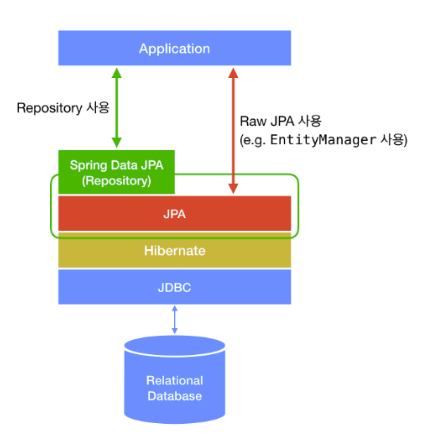 Application
Repository 사용
Raw JPA 사용
(e.g. EntityManager 사용)
Spring Data JPA
(Repository)
JPA
Hibernate
JDBC
Relational
Database